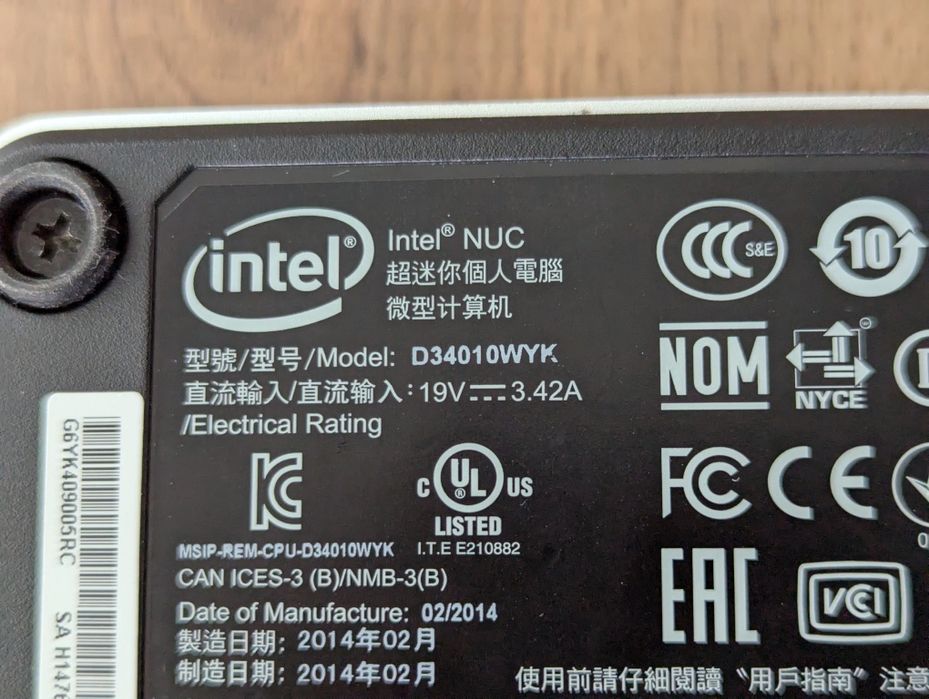 intel®
Intel® NUC
超迷你個人電腦
微型计算机
型號/型号/Model: D34010WYK
直流輸入/直流输入:19V⎓3.42A
/Electrical Rating
CCC S&E
10
NOM
NYCE
C UL® US
LISTED
I.T.E E210882
FC CE
MSIP-REM-CPU-D34010WYK
CAN ICES-3 (B)/NMB-3(B)
EAC
VCCI
Date of Manufacture: 02/2014
製造日期: 2014年02月
制造日期: 2014年02月
使用前請仔細閱讀〝用戶指南〞注意
G6YK409005RC
SA